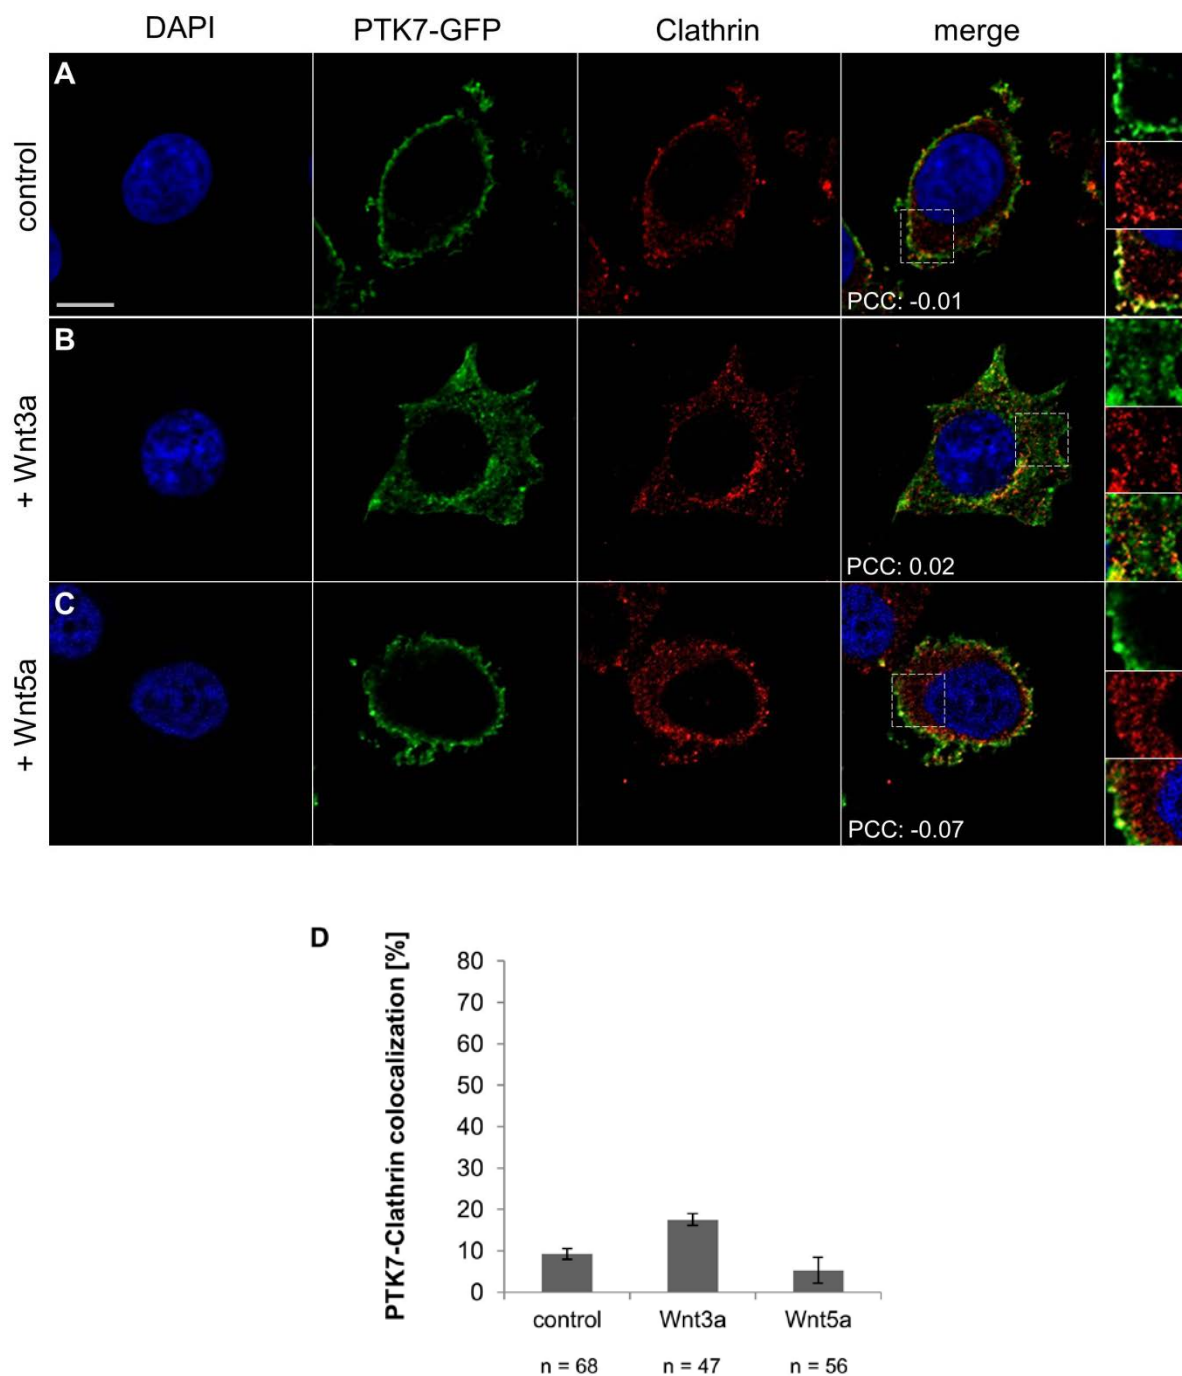 DAPI PTK7-GFP Clathrin merge
A
control
PCC: -0.01
B
+ Wnt3a
PCC: 0.02
C
+ Wnt5a
PCC: -0.07
D
PTK7-Clathrin colocalization [%]
80
70
60
50
40
30
20
10
0
control Wnt3a Wnt5a
n = 68 n = 47 n = 56